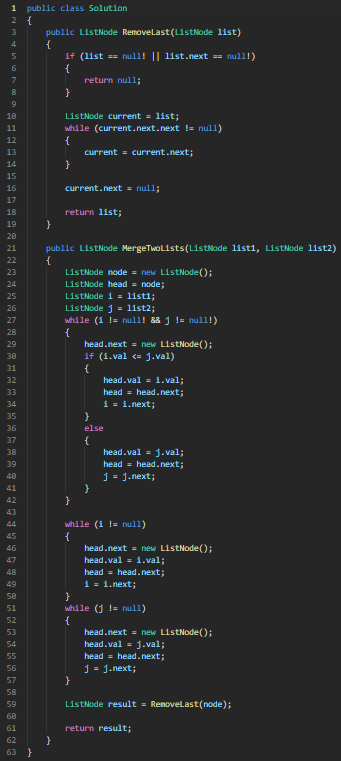 1 public class Solution
2 {
3     public ListNode RemoveLast(ListNode list)
4     {
5         if (list == null! || list.next == null!)
6         {
7             return null;
8         }
9
10         ListNode current = list;
11         while (current.next.next != null)
12         {
13             current = current.next;
14         }
15
16         current.next = null;
17
18         return list;
19     }
20
21     public ListNode MergeTwoLists(ListNode list1, ListNode list2)
22     {
23         ListNode node = new ListNode();
24         ListNode head = node;
25         ListNode i = list1;
26         ListNode j = list2;
27         while (i != null! && j != null!)
28         {
29             head.next = new ListNode();
30             if (i.val <= j.val)
31             {
32                 head.val = i.val;
33                 head = head.next;
34                 i = i.next;
35             }
36             else
37             {
38                 head.val = j.val;
39                 head = head.next;
40                 j = j.next;
41             }
42         }
43
44         while (i != null)
45         {
46             head.next = new ListNode();
47             head.val = i.val;
48             head = head.next;
49             i = i.next;
50         }
51         while (j != null)
52         {
53             head.next = new ListNode();
54             head.val = j.val;
55             head = head.next;
56             j = j.next;
57         }
58
59         ListNode result = RemoveLast(node);
60
61         return result;
62     }
63 }